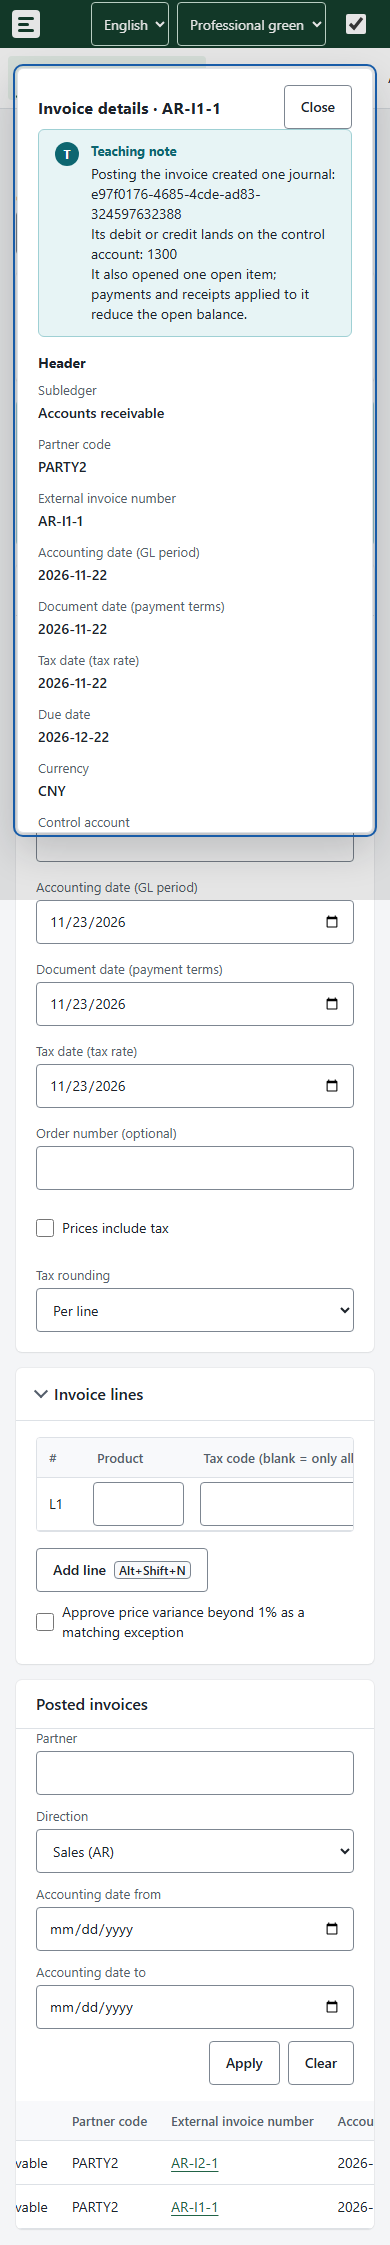 English
Professional green
Invoice details · AR-I1-1
Close
T
Teaching note
Posting the invoice created one journal:
e97f0176-4685-4cde-ad83-
324597632388
Its debit or credit lands on the control
account: 1300
It also opened one open item;
payments and receipts applied to it
reduce the open balance.
Header
Subledger
Accounts receivable
Partner code
PARTY2
External invoice number
AR-I1-1
Accounting date (GL period)
2026-11-22
Document date (payment terms)
2026-11-22
Tax date (tax rate)
2026-11-22
Due date
2026-12-22
Currency
CNY
Control account
Accounting date (GL period)
11/23/2026
Document date (payment terms)
11/23/2026
Tax date (tax rate)
11/23/2026
Order number (optional)
Prices include tax
Tax rounding
Per line
Invoice lines
# Product Tax code (blank = only all
L1
Add line Alt+Shift+N
Approve price variance beyond 1% as a
matching exception
Posted invoices
Partner
Direction
Sales (AR)
Accounting date from
mm/dd/yyyy
Accounting date to
mm/dd/yyyy
Apply Clear
Partner code External invoice number Accou
vable PARTY2 AR-I2-1 2026-
vable PARTY2 AR-I1-1 2026-